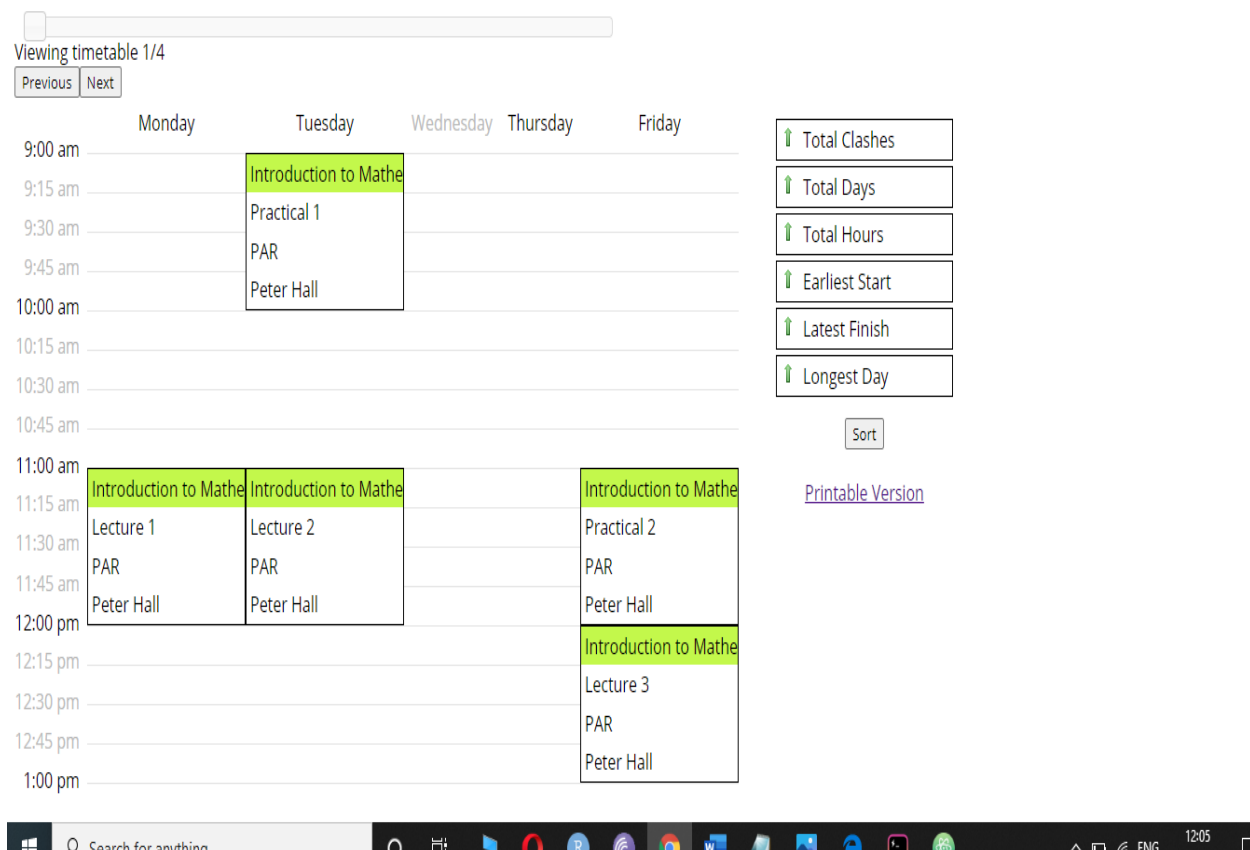 Viewing timetable 1/4
Previous Next
Monday Tuesday Wednesday Thursday Friday
9:00 am
9:15 am
9:30 am
9:45 am
10:00 am
10:15 am
10:30 am
10:45 am
11:00 am
11:15 am
11:30 am
11:45 am
12:00 pm
12:15 pm
12:30 pm
12:45 pm
1:00 pm
Introduction to Mathe
Lecture 1
PAR
Peter Hall
Introduction to Mathe
Practical 1
PAR
Peter Hall
Introduction to Mathe
Lecture 2
PAR
Peter Hall
Introduction to Mathe
Practical 2
PAR
Peter Hall
Introduction to Mathe
Lecture 3
PAR
Peter Hall
Total Clashes
Total Days
Total Hours
Earliest Start
Latest Finish
Longest Day
Sort
Printable Version
Search for anything
R
W
ENG
12:05